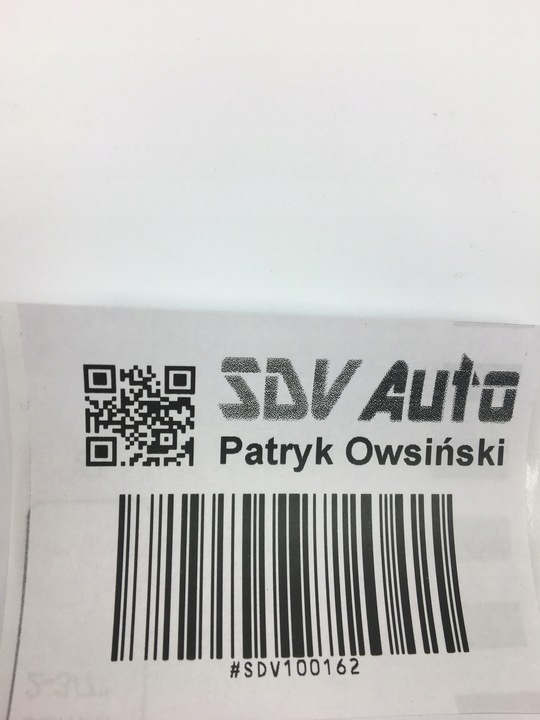 SDV Auto
Patryk Owsiński
#SDV100162